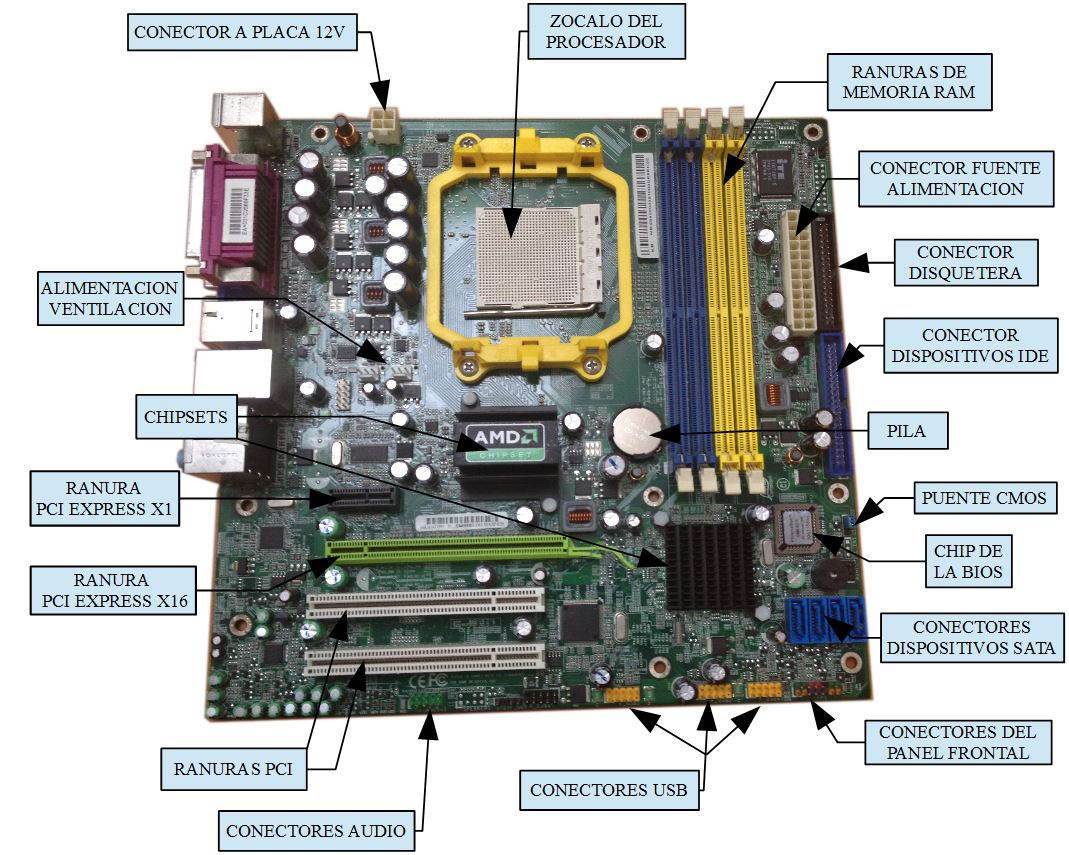 CONECTOR A PLACA 12V
ZOCALO DEL
PROCESADOR
RANURAS DE
MEMORIA RAM
CONECTOR FUENTE
ALIMENTACION
CONECTOR
DISQUETERA
ALIMENTACION
VENTILACION
CONECTOR
DISPOSITIVOS IDE
CHIPSETS
AMD
CHIPSET
PILA
RANURA
PCI EXPRESS X1
PUENTE CMOS
CHIP DE
LA BIOS
RANURA
PCI EXPRESS X16
CONECTORES
DISPOSITIVOS SATA
CE FC
CONECTORES DEL
PANEL FRONTAL
RANURAS PCI
CONECTORES USB
CONECTORES AUDIO